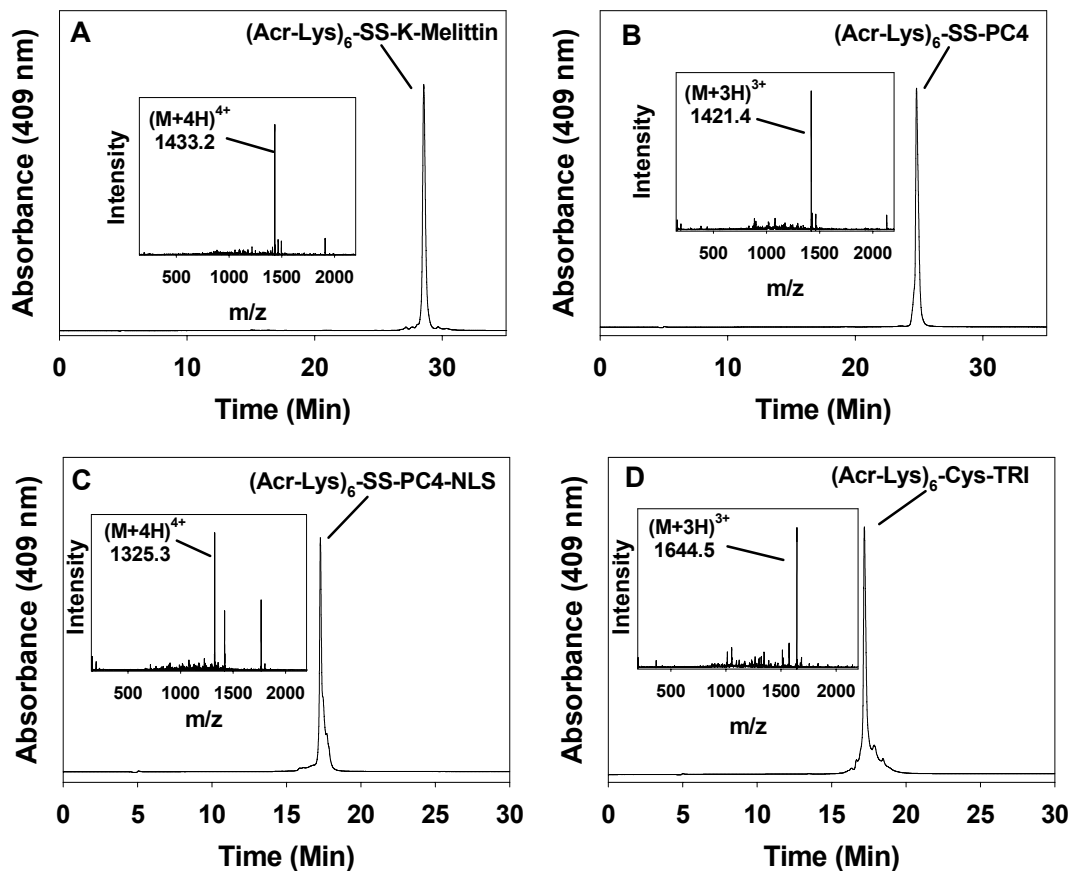 A
(Acr-Lys)6-SS-K-Melittin
Absorbance (409 nm)
Intensity
(M+4H)4+
1433.2
500 1000 1500 2000
m/z
0 10 20 30
Time (Min)
B
(Acr-Lys)6-SS-PC4
Absorbance (409 nm)
Intensity
(M+3H)3+
1421.4
500 1000 1500 2000
m/z
0 10 20 30
Time (Min)
C
(Acr-Lys)6-SS-PC4-NLS
Absorbance (409 nm)
Intensity
(M+4H)4+
1325.3
500 1000 1500 2000
m/z
0 5 10 15 20 25 30
Time (Min)
D
(Acr-Lys)6-Cys-TRI
Absorbance (409 nm)
Intensity
(M+3H)3+
1644.5
500 1000 1500 2000
m/z
0 5 10 15 20 25 30
Time (Min)